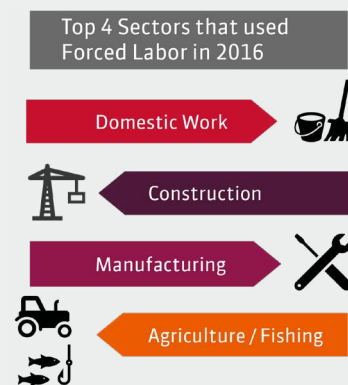 Top 4 Sectors that used
Forced Labor in 2016
Domestic Work
Construction
Manufacturing
Agriculture / Fishing